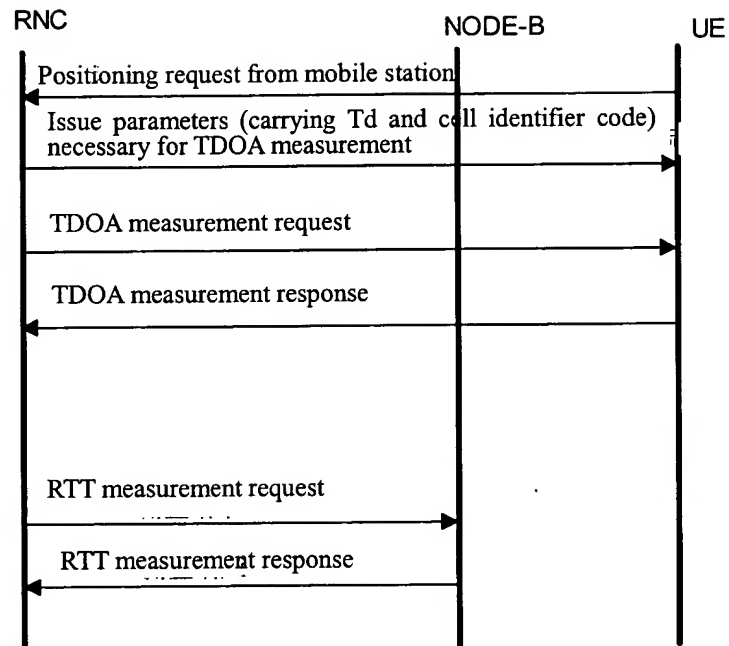 RNC
NODE-B
UE
Positioning request from mobile station
Issue parameters (carrying Td and cell identifier code)
necessary for TDOA measurement
TDOA measurement request
TDOA measurement response
RTT measurement request
RTT measurement response